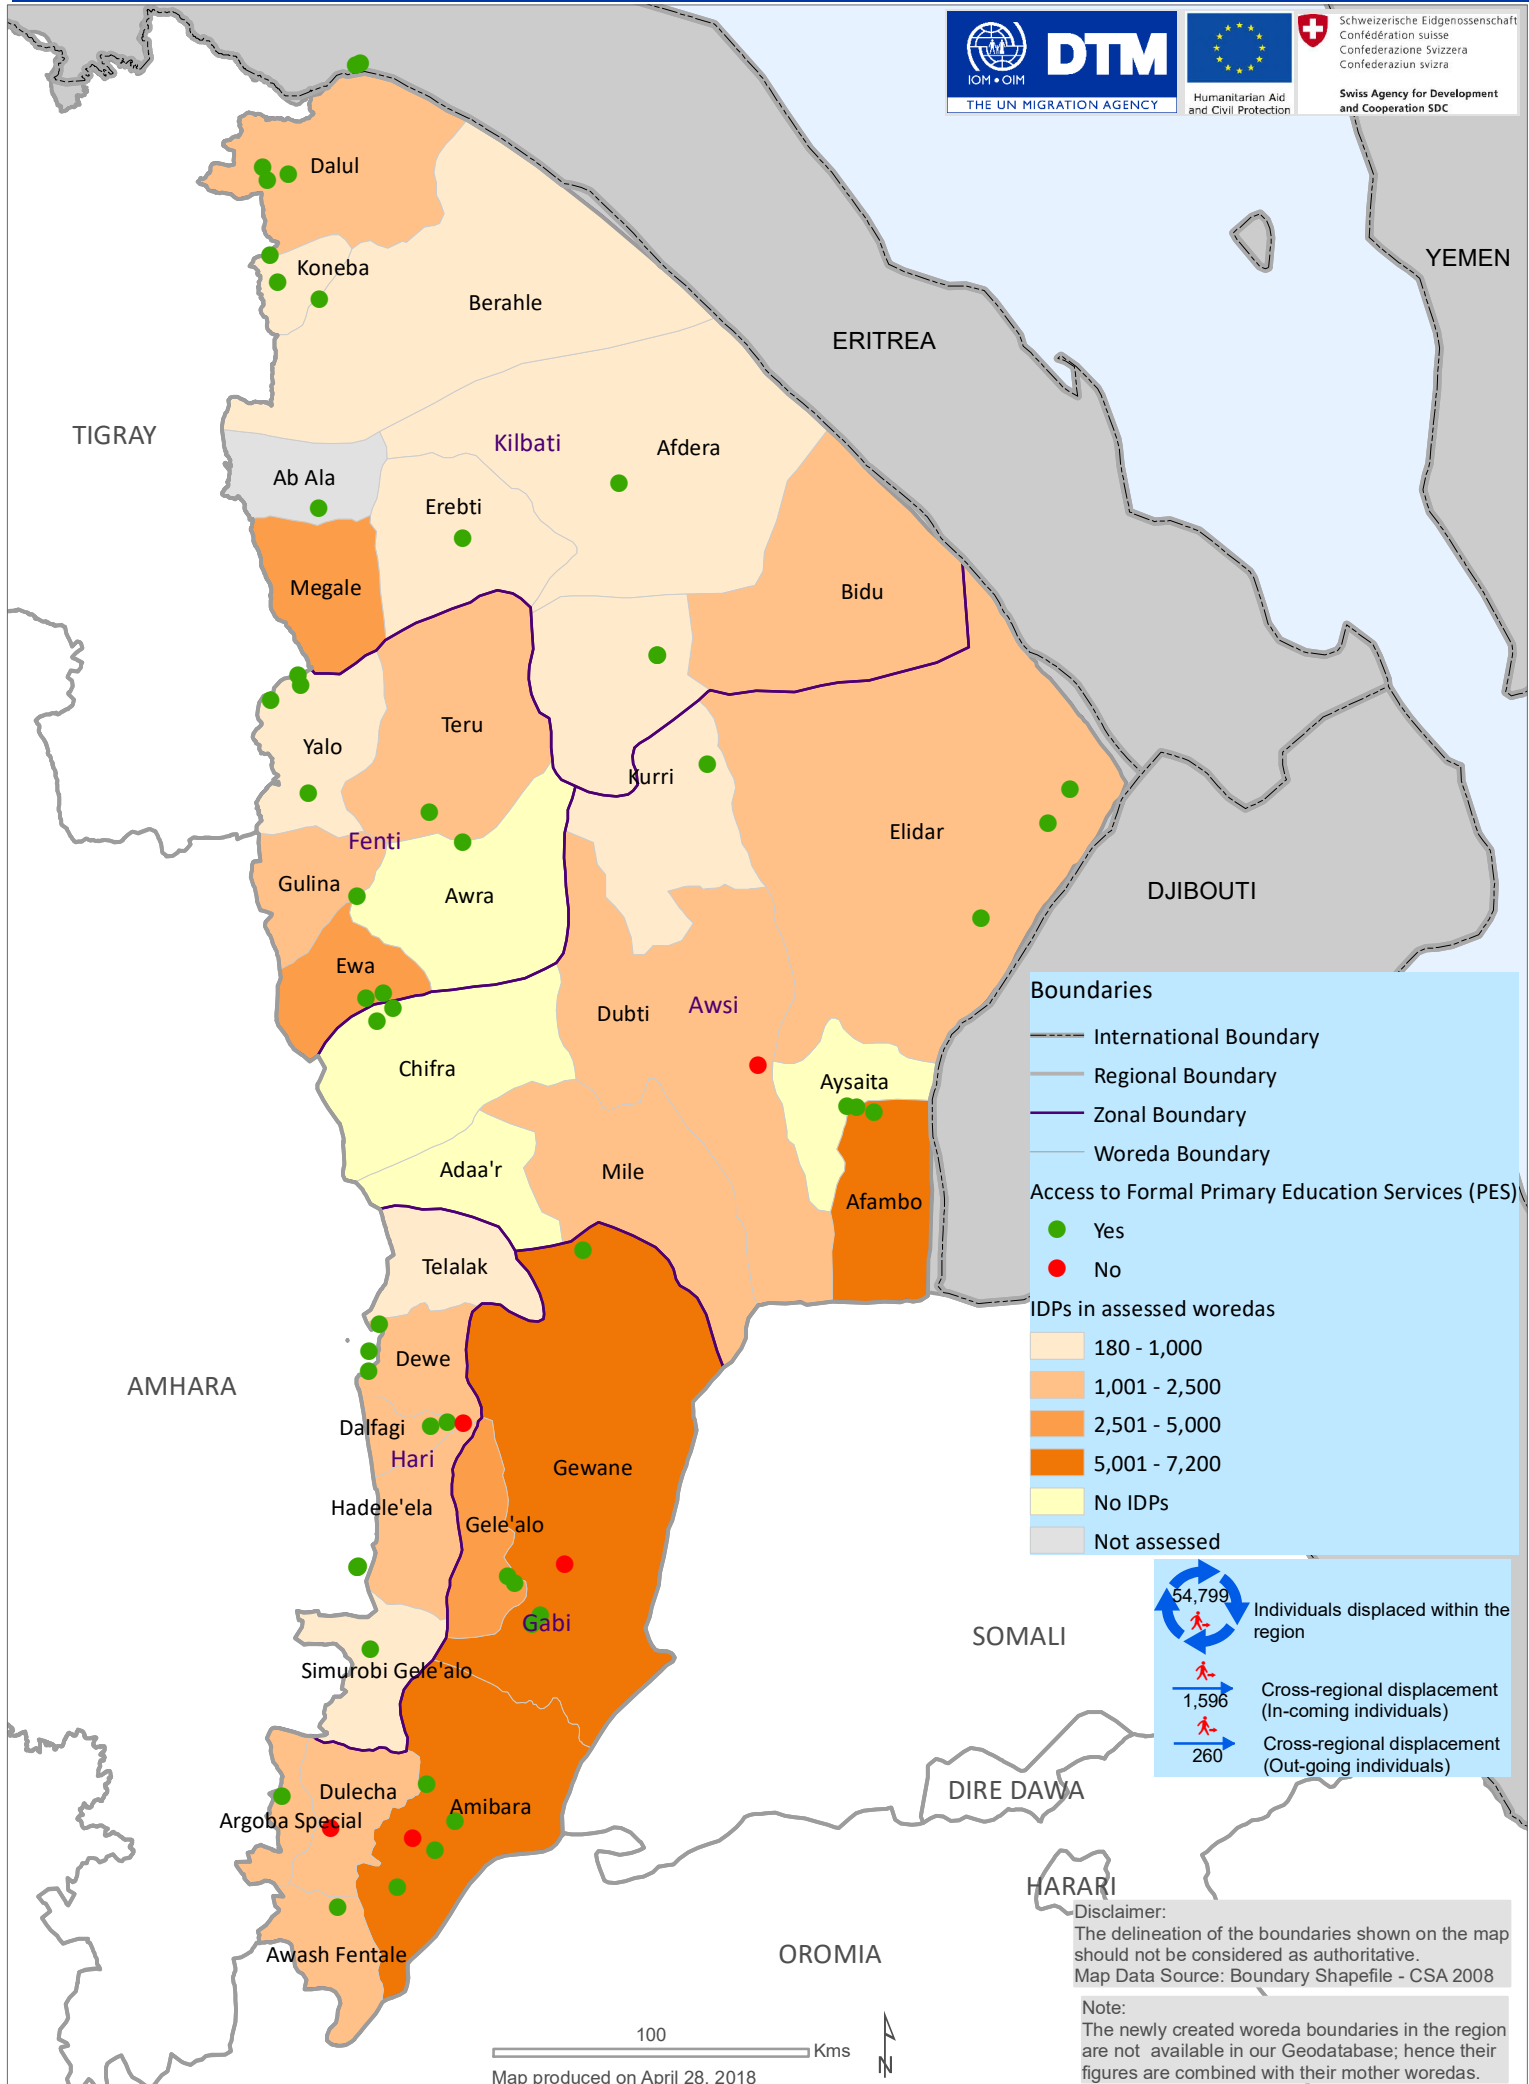 IOM • OIM
DTM
THE UN MIGRATION AGENCY
Humanitarian Aid
and Civil Protection
Schweizerische Eidgenossenschaft
Confédération suisse
Confederazione Svizzera
Confederaziun svizra
Swiss Agency for Development
and Cooperation SDC
Dalul
Koneba
Berahle
YEMEN
ERITREA
TIGRAY
Kilbati
Afdera
Ab Ala
Erebti
Megale
Bidu
Teru
Yalo
Kurri
Elidar
Fenti
Gulina
Awra
DJIBOUTI
Ewa
Dubti
Awsi
Chifra
Aysaita
Adaa'r
Mile
Afambo
Telalak
Dewe
AMHARA
Dalfagi
Hari
Gewane
Hadele'ela
Gele'alo
Gabi
SOMALI
Simurobi Gele'alo
Dulecha
Argoba Special
Amibara
DIRE DAWA
HARARI
Awash Fentale
OROMIA
Boundaries
International Boundary
Regional Boundary
Zonal Boundary
Woreda Boundary
Access to Formal Primary Education Services (PES)
Yes
No
IDPs in assessed woredas
180 - 1,000
1,001 - 2,500
2,501 - 5,000
5,001 - 7,200
No IDPs
Not assessed
54,799
Individuals displaced within the
region
1,596
Cross-regional displacement
(In-coming individuals)
260
Cross-regional displacement
(Out-going individuals)
Disclaimer:
The delineation of the boundaries shown on the map
should not be considered as authoritative.
Map Data Source: Boundary Shapefile - CSA 2008
Note:
The newly created woreda boundaries in the region
are not available in our Geodatabase; hence their
figures are combined with their mother woredas.
100
Kms
N
Map produced on April 28, 2018